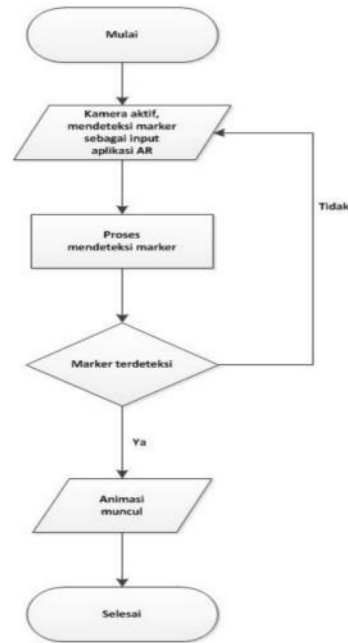 Mulai
Kamera aktif,
mendeteksi marker
sebagai input
aplikasi AR
Tidak
Proses
mendeteksi marker
Marker terdeteksi
Ya
Animasi
muncul
Selesai